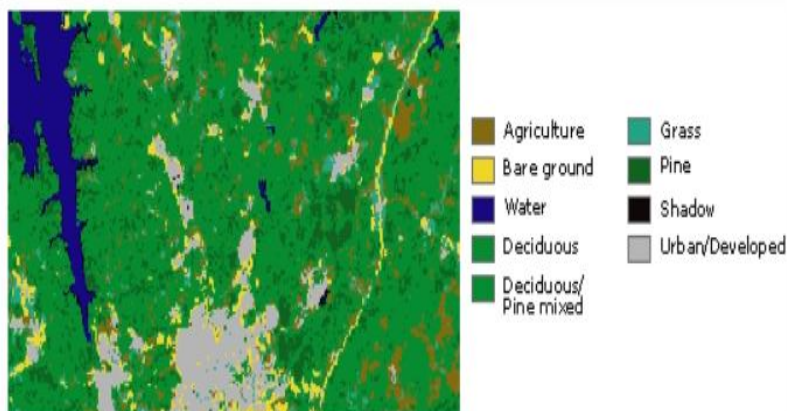 Agriculture
Bare ground
Water
Deciduous
Deciduous/
Pine mixed
Grass
Pine
Shadow
Urban/Developed